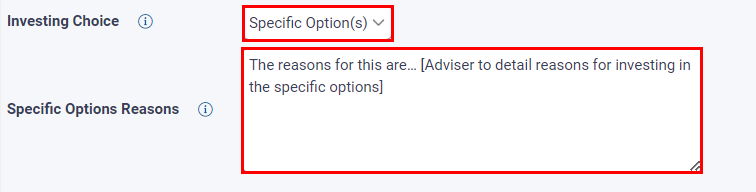 Investing Choice
Specific Option(s)
The reasons for this are... [Adviser to detail reasons for investing in
the specific options]
Specific Options Reasons